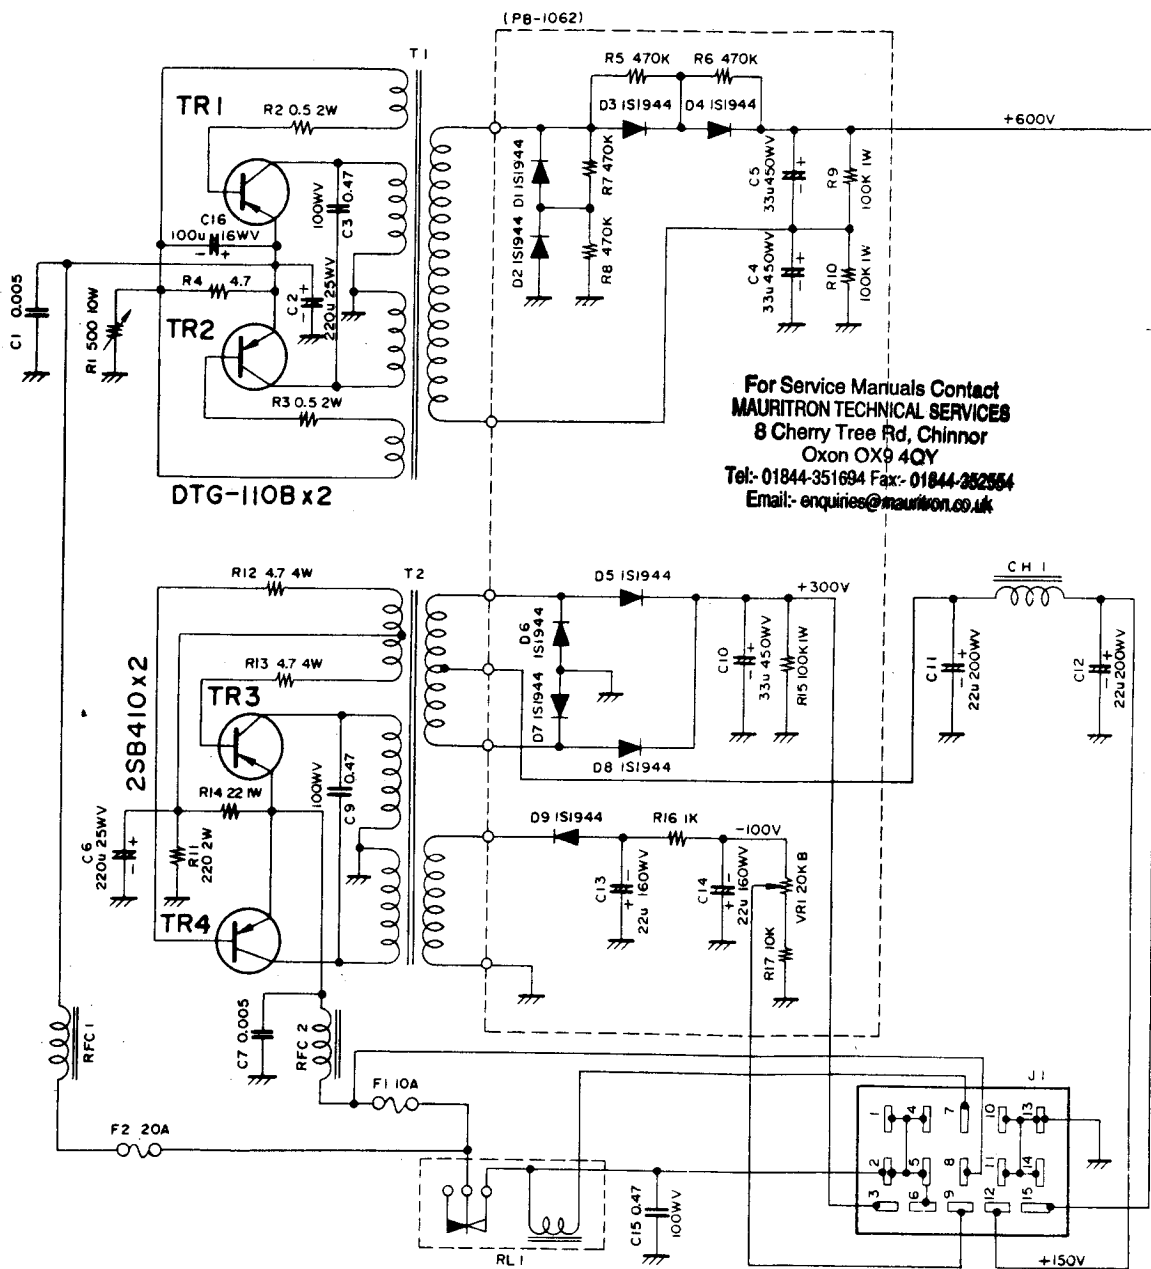 (PB-1062)
T1
R5 470K
R6 470K
TR1
R2 0.5 2W
D3 1S1944
D4 1S1944
+600V
D1 1S1944
R7 470K
C5
33u 450WV
R9
100K 1W
100WV
C3 0.47
C16
100u 16WV
- +
R4 4.7
D2 1S1944
R8 470K
C4
33u 450WV
R10
100K 1W
C1 0.005
R1 500 10W
TR2
C2
220u 25WV
R3 0.5 2W
DTG-110B x2
For Service Manuals Contact
MAURITRON TECHNICAL SERVICES
8 Cherry Tree Rd, Chinnor
Oxon OX9 4QY
Tel:- 01844-351694 Fax:- 01844-352554
Email:- enquiries@mauritron.co.uk
R12 4.7 4W
T2
D5 1S1944
+300V
CH 1
D6
1S1944
R13 4.7 4W
TR3
2SB410x2
D7 1S1944
C10
33u 450WV
R15 100K1W
C11
22u 200WV
C12
22u 200WV
D8 1S1944
R14 22 1W
100WV
C9 0.47
C6
220u 25WV
R11
220 2W
D9 1S1944
R16 1K
-100V
C13
22u 160WV
C14
22u 160WV
VR1 20K B
R17 10K
TR4
RFC 1
C7 0.005
RFC 2
F1 10A
F2 20A
J1
1
4
7
10
13
2
5
8
11
14
3
6
9
12
15
C15 0.47
100WV
RL 1
+150V